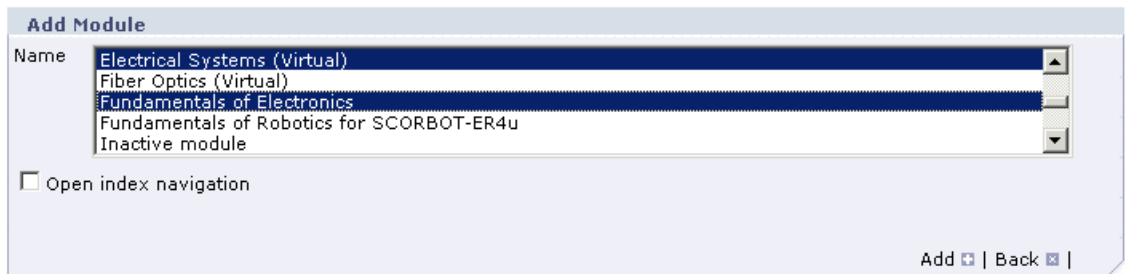 Add Module
Name
Electrical Systems (Virtual)
Fiber Optics (Virtual)
Fundamentals of Electronics
Fundamentals of Robotics for SCORBOT-ER4u
Inactive module
Open index navigation
Add | Back |